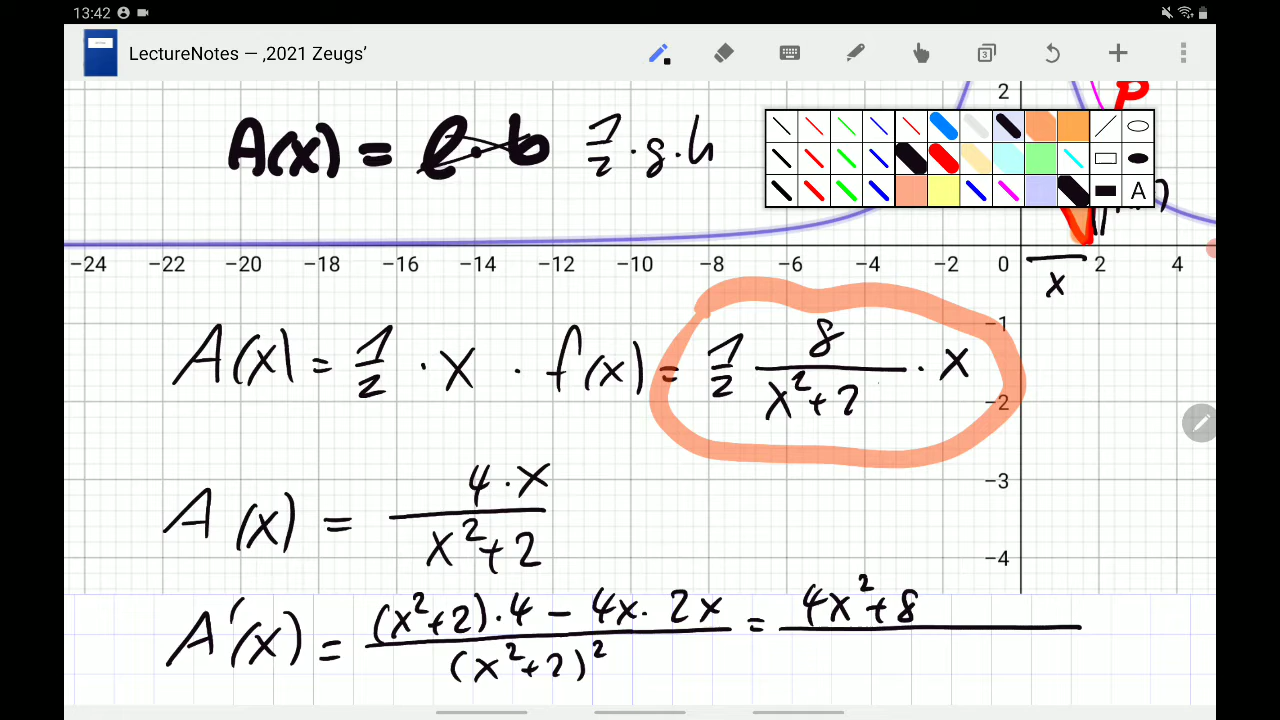 13:42
LectureNotes — ‚2021 Zeugs’
3
A(x) = l · b 1/2 · g · h
2
A
-24 -22 -20 -18 -16 -14 -12 -10 -8 -6 -4 -2 0 2 4
x
-1
A(x) = 1/2 · x · f(x) = 1/2 8/(x²+2) · x
-2
-3
A(x) = 4·x/(x²+2)
-4
A'(x) = ((x²+2)·4 − 4x·2x)/(x²+2)² = 4x²+8